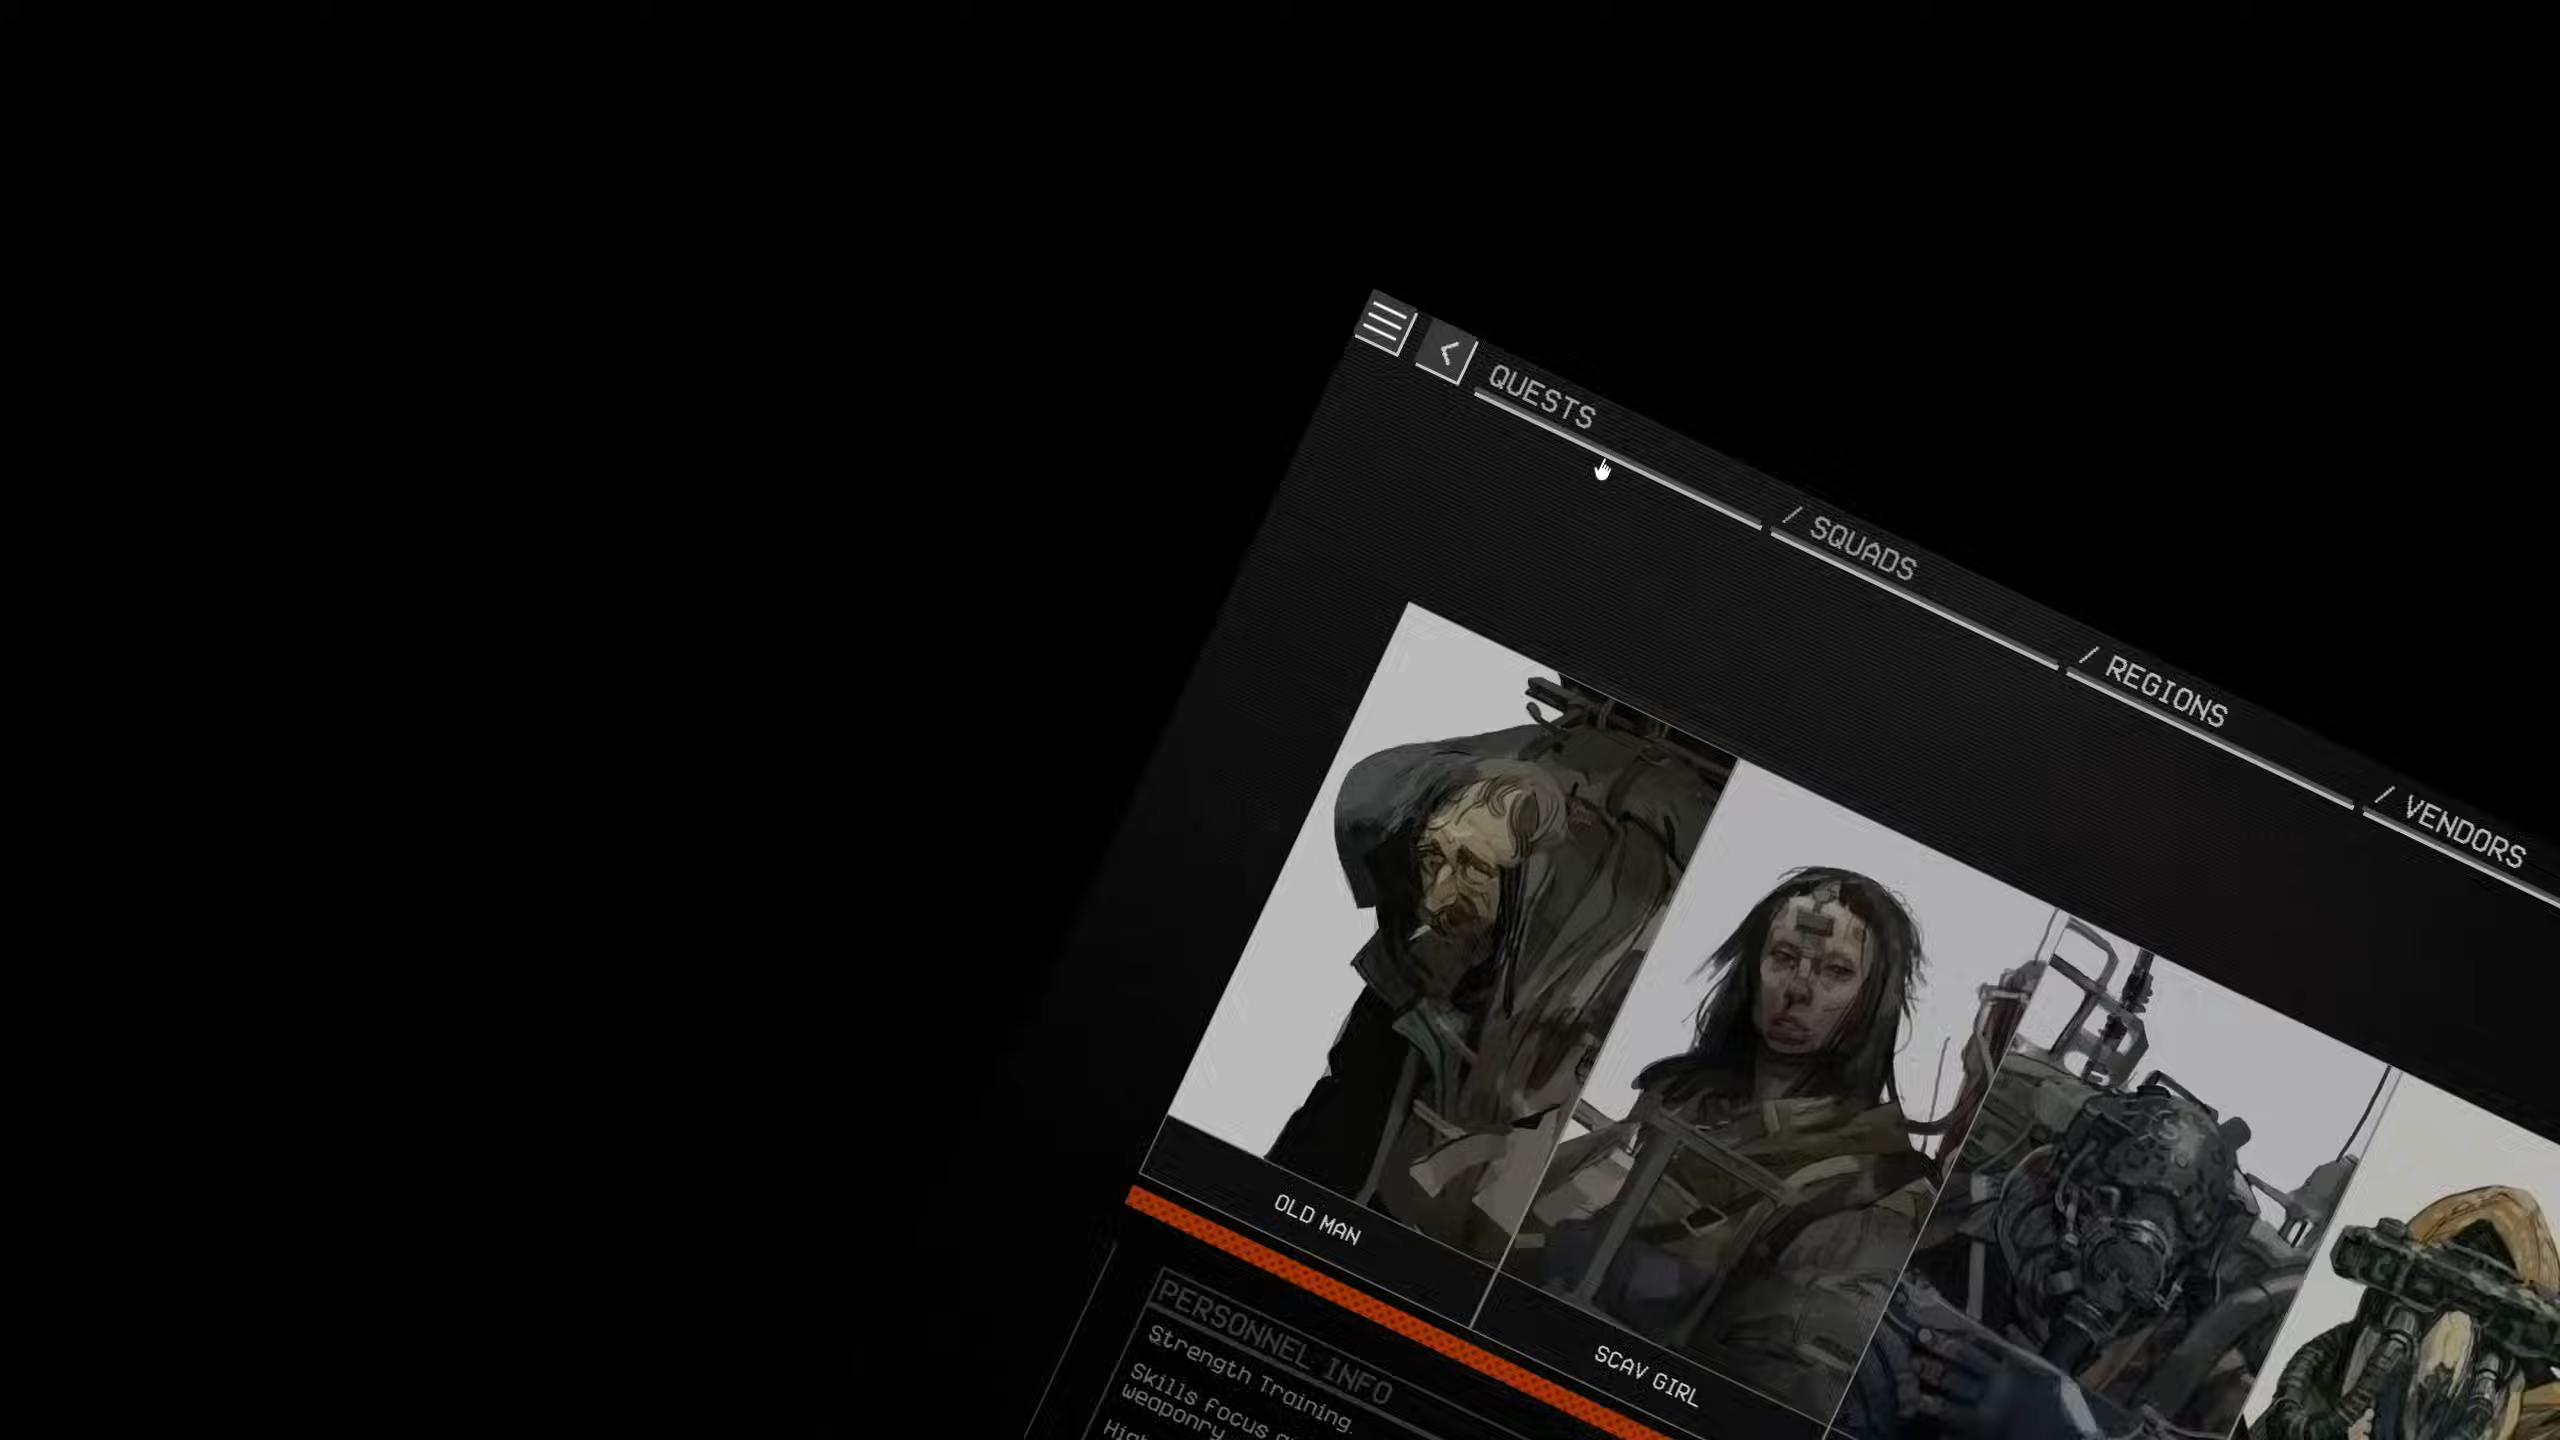 QUESTS
/ SQUADS
/ REGIONS
/ VENDORS
OLD MAN
SCAV GIRL
PERSONNEL INFO
Strength Training.
Skills focus
weaponry